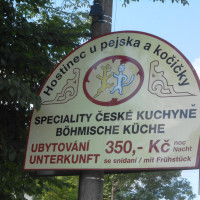 Hostinec u pejska a kočičky
SPECIALITY ČESKÉ KUCHYNĚ
BÖHMISCHE KÜCHE
UBYTOVÁNÍ 350,- Kč noc
UNTERKUNFT Nacht
se snídaní / mit Frühstück